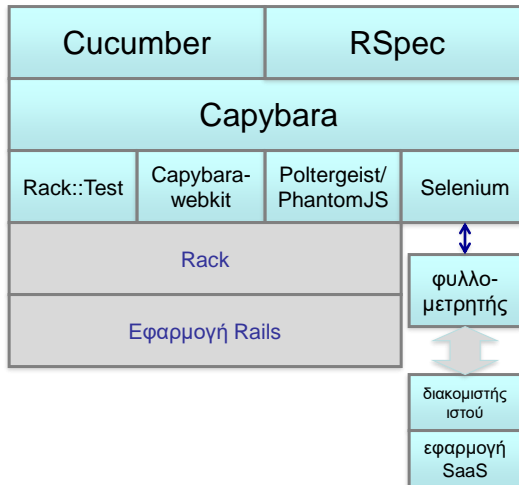 Cucumber
RSpec
Capybara
Rack::Test
Capybara-
webkit
Poltergeist/
PhantomJS
Selenium
Rack
φυλλο-
μετρητής
Εφαρμογή Rails
διακομιστής
ιστού
εφαρμογή
SaaS